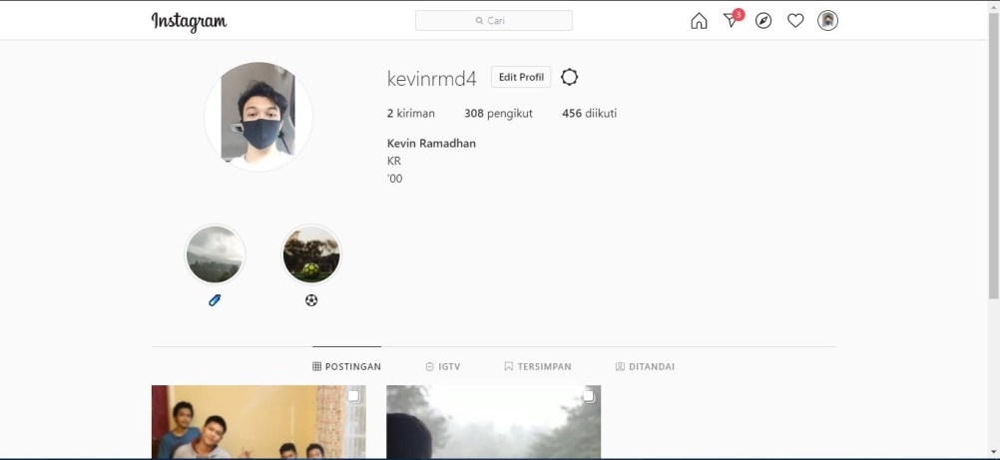 Instagram
Cari
3
kevinrmd4 Edit Profil
2 kiriman 308 pengikut 456 diikuti
Kevin Ramadhan
KR
'00
POSTINGAN IGTV TERSIMPAN DITANDAI